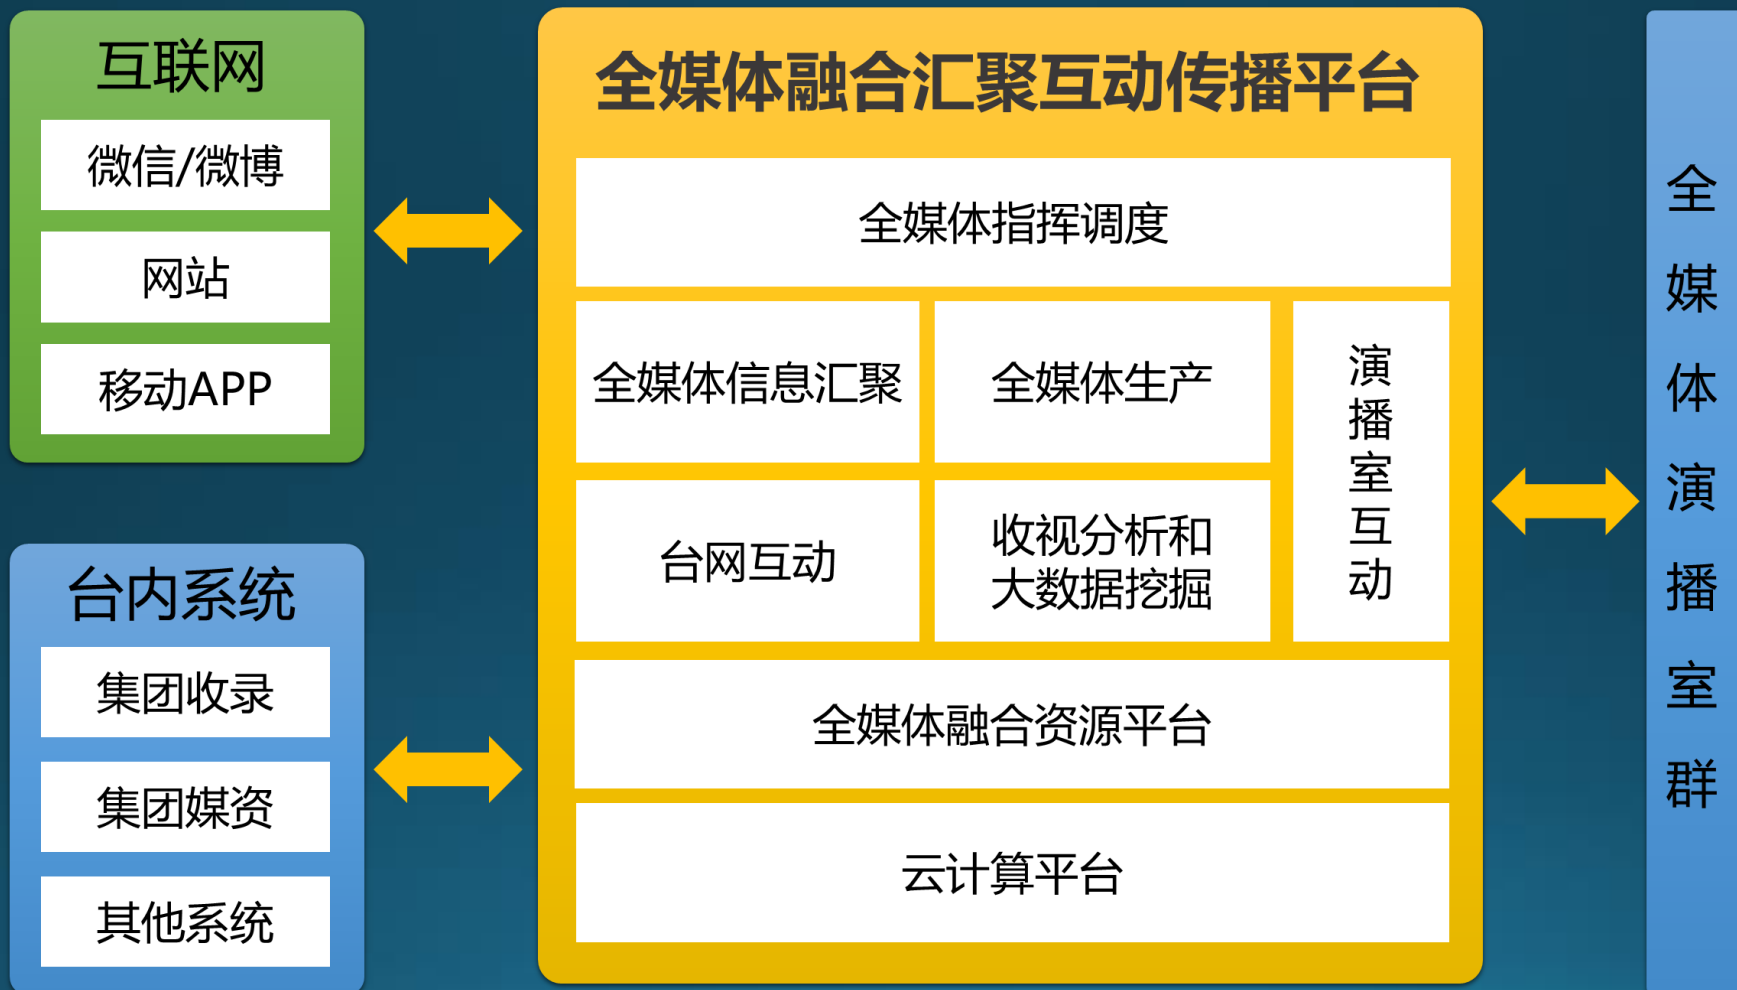 互联网
微信/微博
网站
移动APP
台内系统
集团收录
集团媒资
其他系统
全媒体融合汇聚互动传播平台
全媒体指挥调度
全媒体信息汇聚
全媒体生产
台网互动
收视分析和
大数据挖掘
演播室互动
全媒体融合资源平台
云计算平台
全媒体演播室群